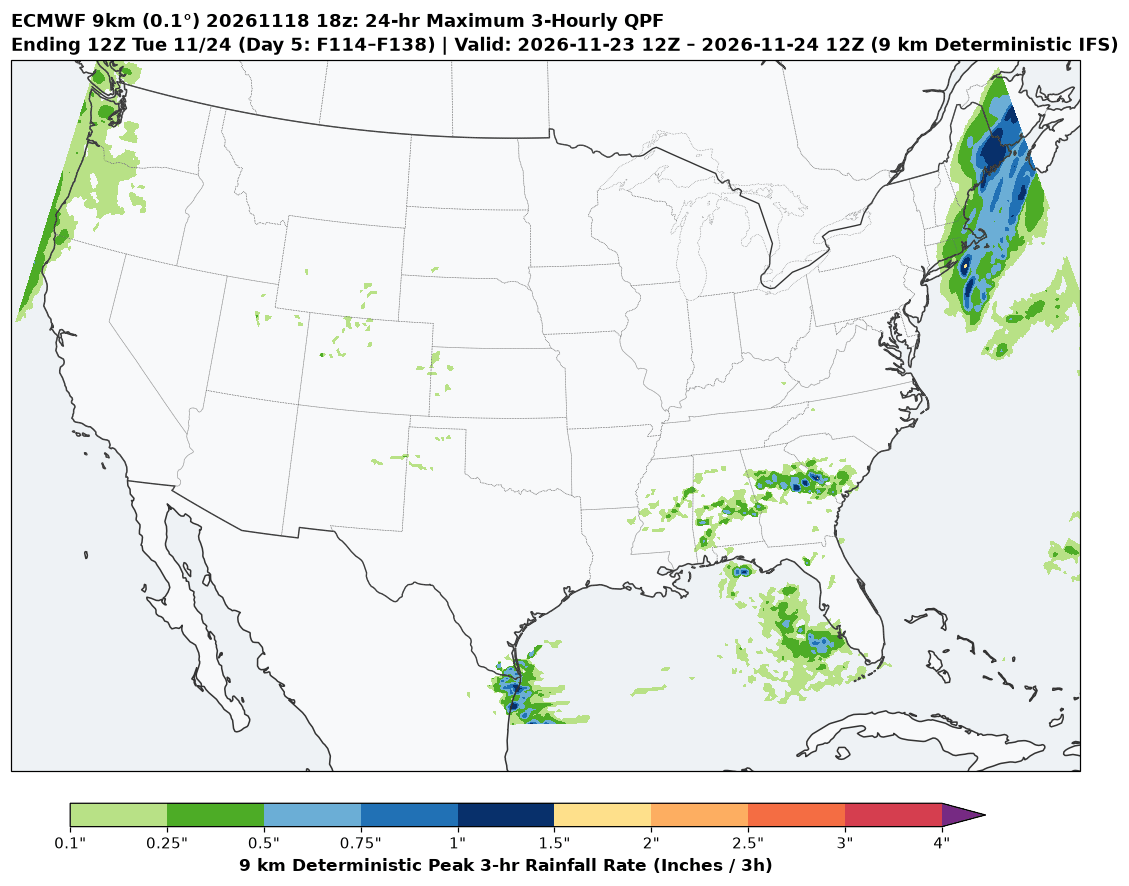 ECMWF 9km (0.1°) 20261118 18z: 24-hr Maximum 3-Hourly QPF
Ending 12Z Tue 11/24 (Day 5: F114–F138) | Valid: 2026-11-23 12Z – 2026-11-24 12Z (9 km Deterministic IFS)
0.1" 0.25" 0.5" 0.75" 1" 1.5" 2" 2.5" 3" 4"
9 km Deterministic Peak 3-hr Rainfall Rate (Inches / 3h)